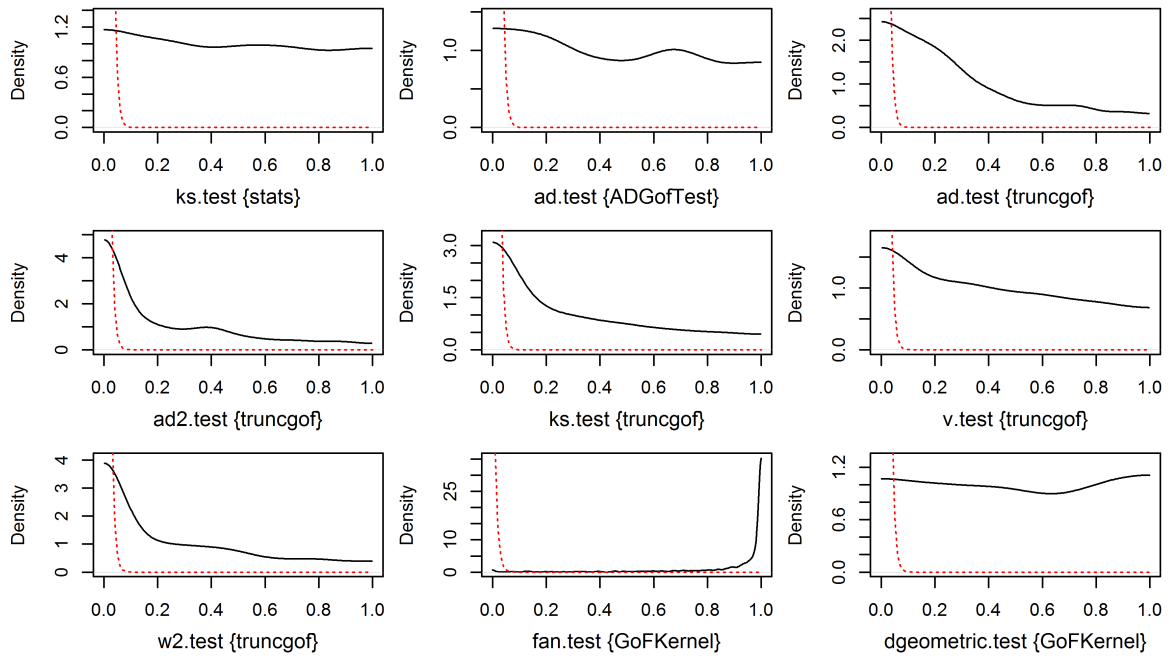 Density
0.0 0.6 1.2
0.0 0.2 0.4 0.6 0.8 1.0
ks.test {stats}
Density
0.0 1.0
0.0 0.2 0.4 0.6 0.8 1.0
ad.test {ADGofTest}
Density
0.0 1.0 2.0
0.0 0.2 0.4 0.6 0.8 1.0
ad.test {truncgof}
Density
0 2 4
0.0 0.2 0.4 0.6 0.8 1.0
ad2.test {truncgof}
Density
0.0 1.5 3.0
0.0 0.2 0.4 0.6 0.8 1.0
ks.test {truncgof}
Density
0.0 1.0
0.0 0.2 0.4 0.6 0.8 1.0
v.test {truncgof}
Density
0 1 2 3 4
0.0 0.2 0.4 0.6 0.8 1.0
w2.test {truncgof}
Density
0 10 25
0.0 0.2 0.4 0.6 0.8 1.0
fan.test {GoFKernel}
Density
0.0 0.6 1.2
0.0 0.2 0.4 0.6 0.8 1.0
dgeometric.test {GoFKernel}